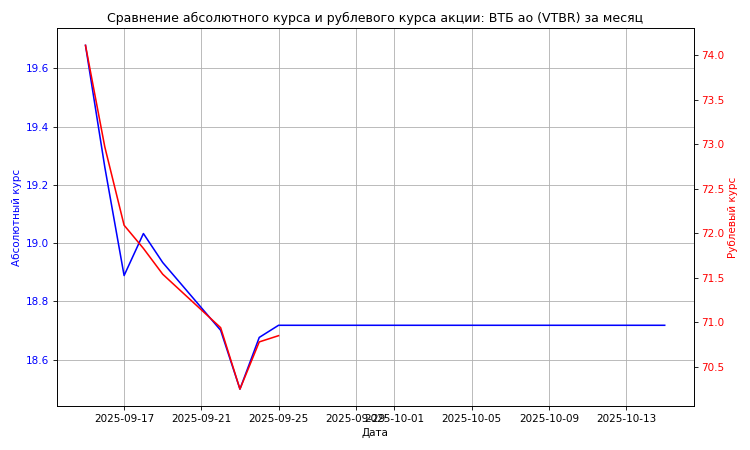 Сравнение абсолютного курса и рублевого курса акции: ВТБ ао (VTBR) за месяц
Абсолютный курс
19.6
19.4
19.2
19.0
18.8
18.6
74.0
73.5
73.0
72.5
72.0
71.5
71.0
70.5
Рублевый курс
2025-09-17 2025-09-21 2025-09-25 2025-09-29 2025-10-01 2025-10-05 2025-10-09 2025-10-13
Дата